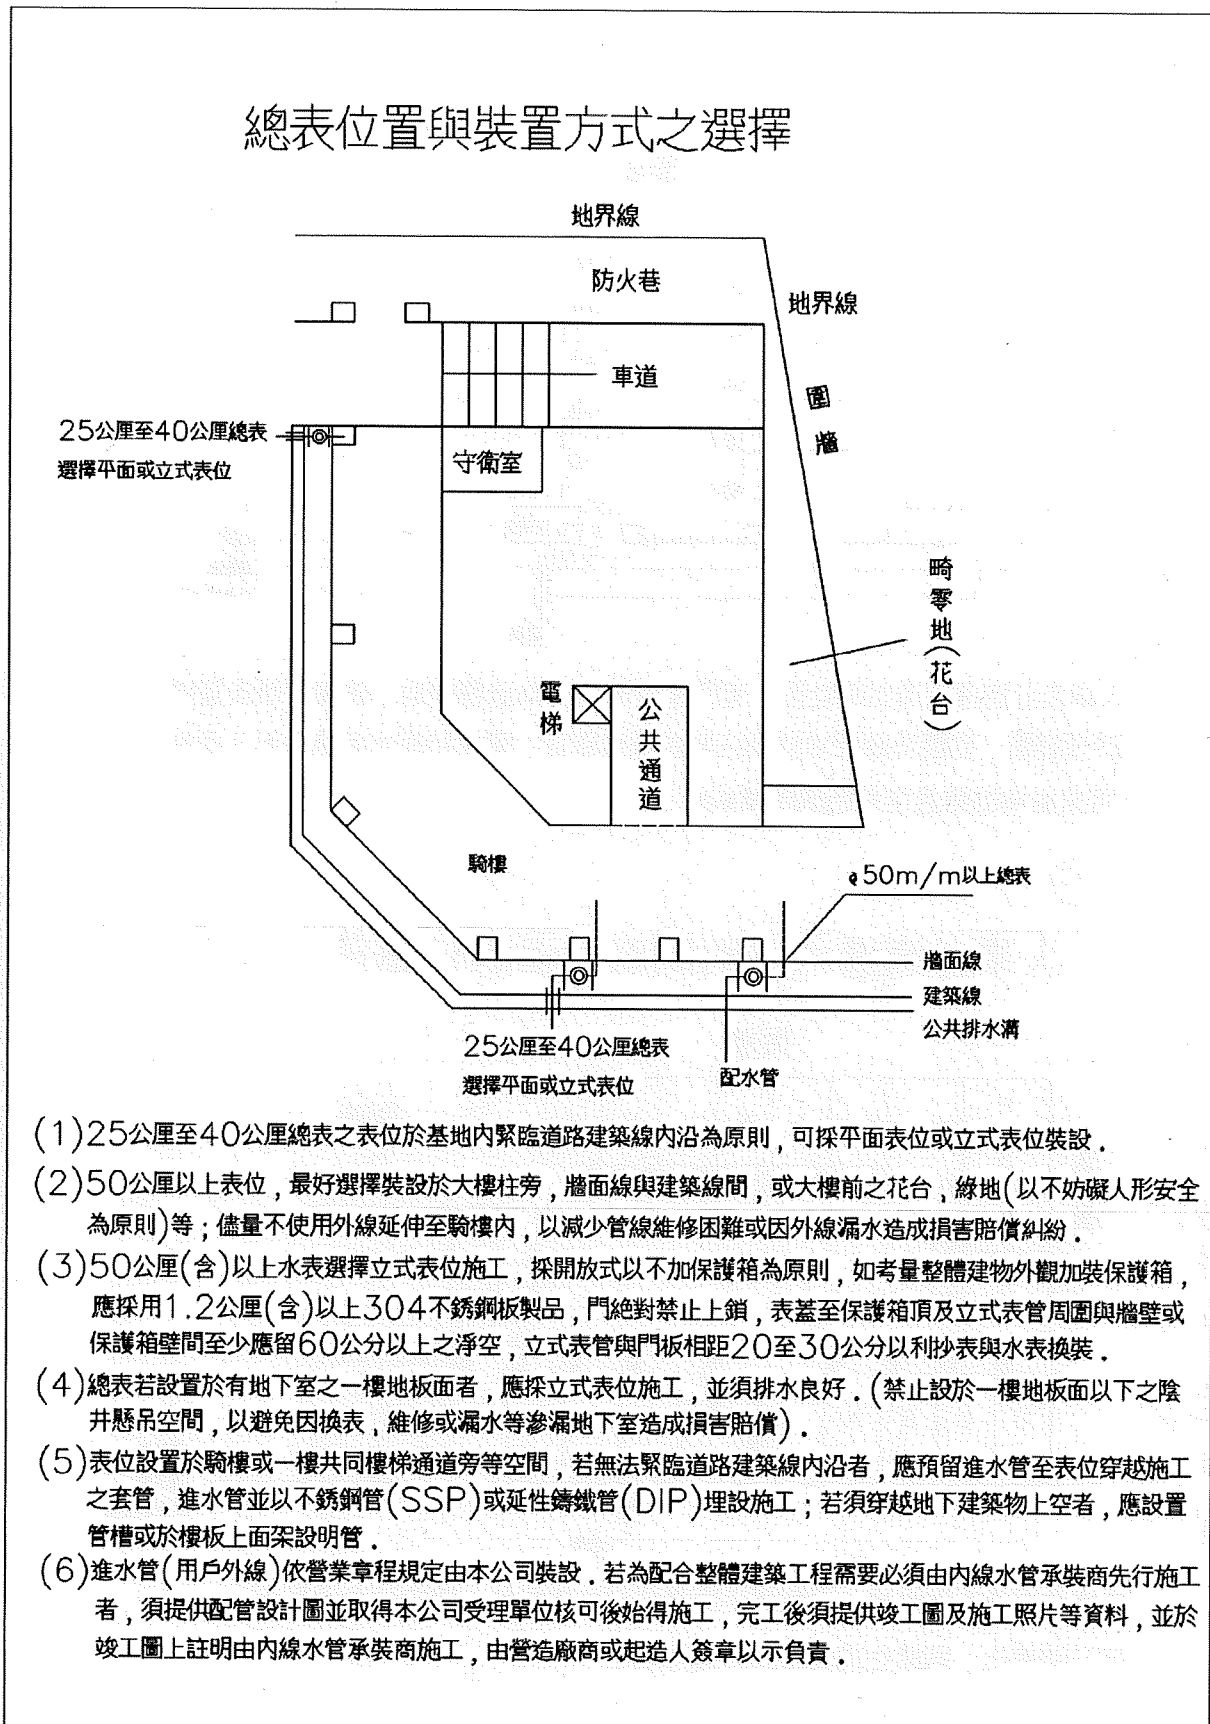 總表位置與裝置方式之選擇
地界線
防火巷
地界線
車道
圍牆
25公厘至40公厘總表
選擇平面或立式表位
守衛室
畸零地(花台)
電梯
公共通道
騎樓
⌀50m/m以上總表
牆面線
建築線
公共排水溝
25公厘至40公厘總表
選擇平面或立式表位
配水管
(1)25公厘至40公厘總表之表位於基地內緊臨道路建築線內沿為原則，可採平面表位或立式表位裝設．
(2)50公厘以上表位，最好選擇裝設於大樓柱旁，牆面線與建築線間，或大樓前之花台，綠地(以不妨礙人形安全
為原則)等；儘量不使用外線延伸至騎樓內，以減少管線維修困難或因外線漏水造成損害賠償糾紛．
(3)50公厘(含)以上水表選擇立式表位施工，採開放式以不加保護箱為原則，如考量整體建物外觀加裝保護箱，
應採用1.2公厘(含)以上304不銹鋼板製品，門絕對禁止上鎖，表蓋至保護箱頂及立式表管周圍與牆壁或
保護箱壁間至少應留60公分以上之淨空，立式表管與門板相距20至30公分以利抄表與水表換裝．
(4)總表若設置於有地下室之一樓地板面者，應採立式表位施工，並須排水良好．(禁止設於一樓地板面以下之陰
井懸吊空間，以避免因換表，維修或漏水等滲漏地下室造成損害賠償)．
(5)表位設置於騎樓或一樓共同樓梯通道旁等空間，若無法緊臨道路建築線內沿者，應預留進水管至表位穿越施工
之套管，進水管並以不銹鋼管(SSP)或延性鑄鐵管(DIP)埋設施工；若須穿越地下建築物上空者，應設置
管槽或於樓板上面架設明管．
(6)進水管(用戶外線)依營業章程規定由本公司裝設．若為配合整體建築工程需要必須由內線水管承裝商先行施工
者，須提供配管設計圖並取得本公司受理單位核可後始得施工，完工後須提供竣工圖及施工照片等資料，並於
竣工圖上註明由內線水管承裝商施工，由營造廠商或起造人簽章以示負責．